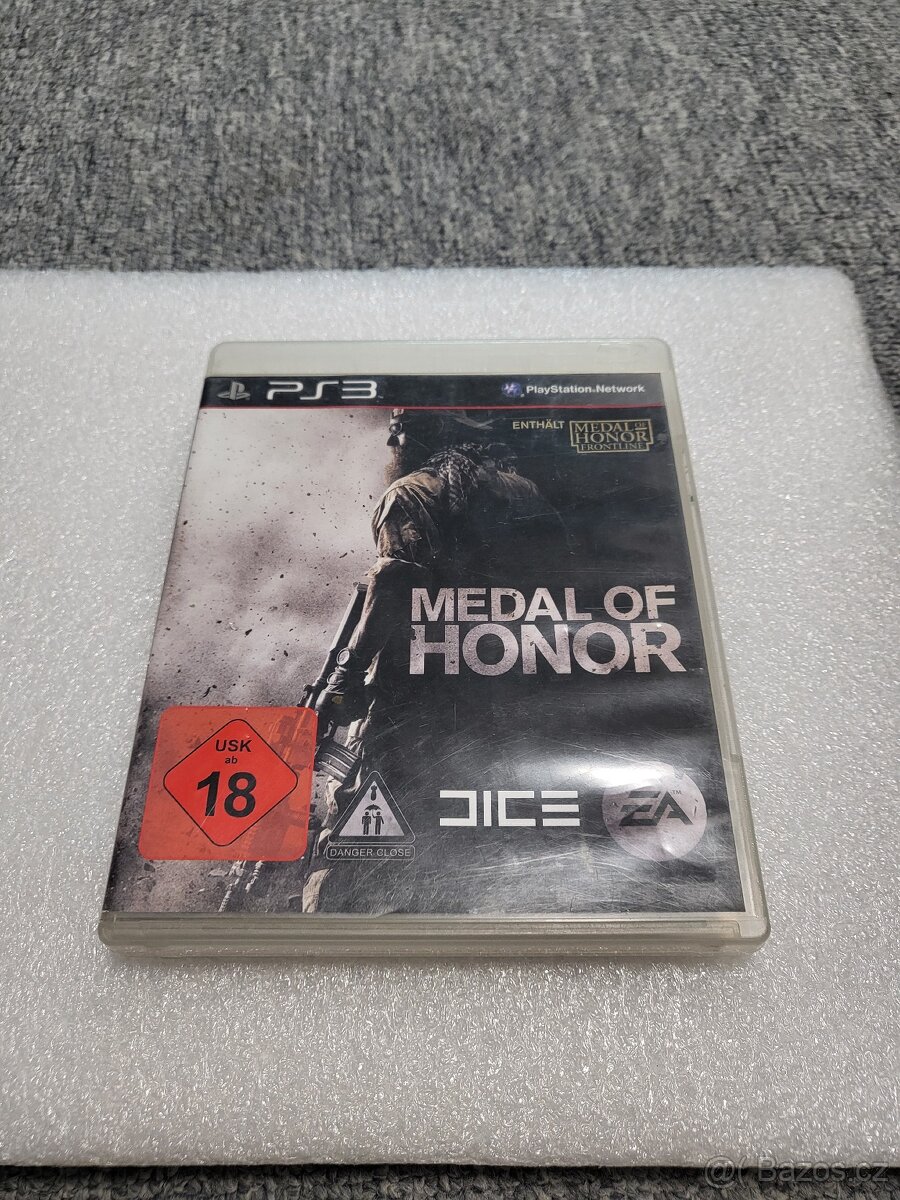 PS3
PlayStation®Network
ENTHÄLT
MEDAL OF
HONOR
FRONTLINE
MEDAL OF
HONOR
USK
ab
18
DANGER CLOSE
DICE
EA™
@ Bazos.cz